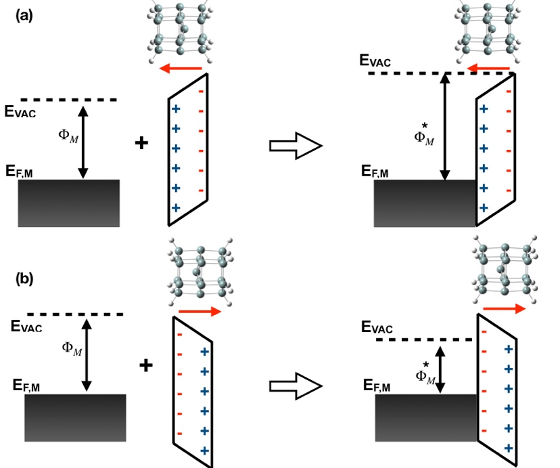 (a)
E_VAC
Φ_M
E_F,M
+
+ + + + + +
- - - - - -
E_VAC
Φ*_M
E_F,M
+ + + + + +
- - - - - -
(b)
E_VAC
Φ_M
E_F,M
+
- - - - - -
+ + + + + +
E_VAC
Φ*_M
E_F,M
- - - - - -
+ + + + + +